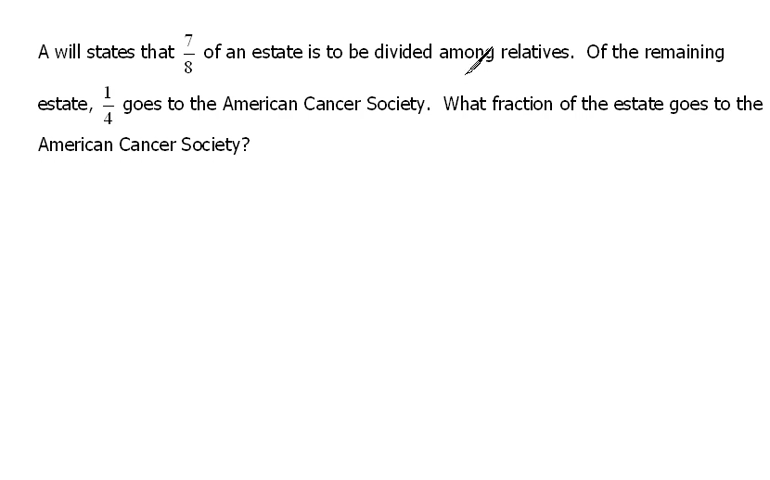 A will states that 7/8 of an estate is to be divided among relatives. Of the remaining
estate, 1/4 goes to the American Cancer Society. What fraction of the estate goes to the
American Cancer Society?